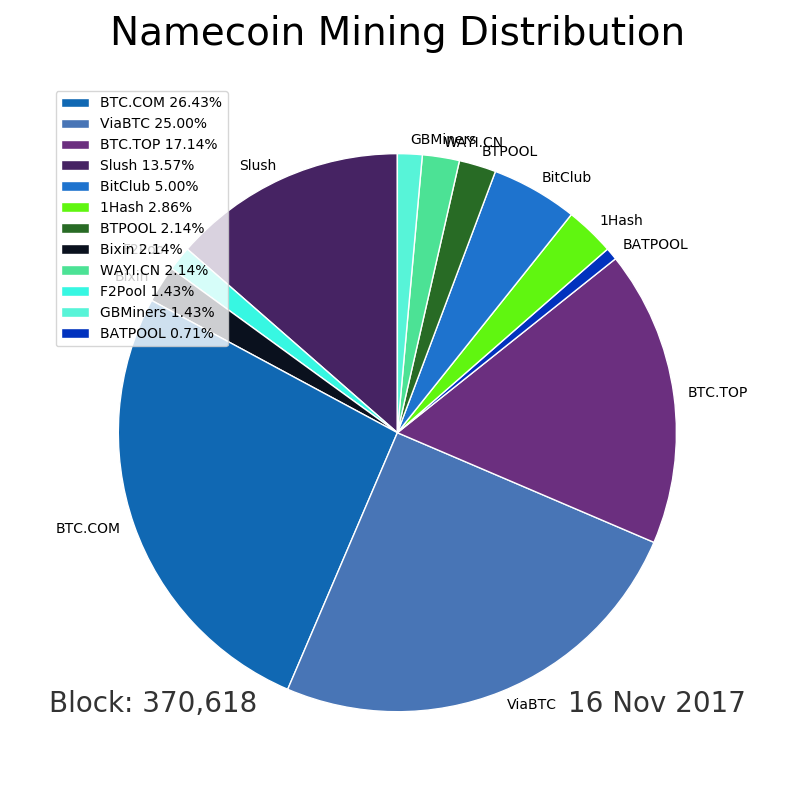 Namecoin Mining Distribution
BTC.COM 26.43%
ViaBTC 25.00%
BTC.TOP 17.14%
Slush 13.57%
BitClub 5.00%
1Hash 2.86%
BTPOOL 2.14%
Bixin 2.14%
WAYI.CN 2.14%
F2Pool 1.43%
GBMiners 1.43%
BATPOOL 0.71%
GBMiners
WAYI.CN
BTPOOL
Slush
BitClub
1Hash
BATPOOL
F2Pool
Bixin
BTC.TOP
BTC.COM
ViaBTC
Block: 370,618
16 Nov 2017